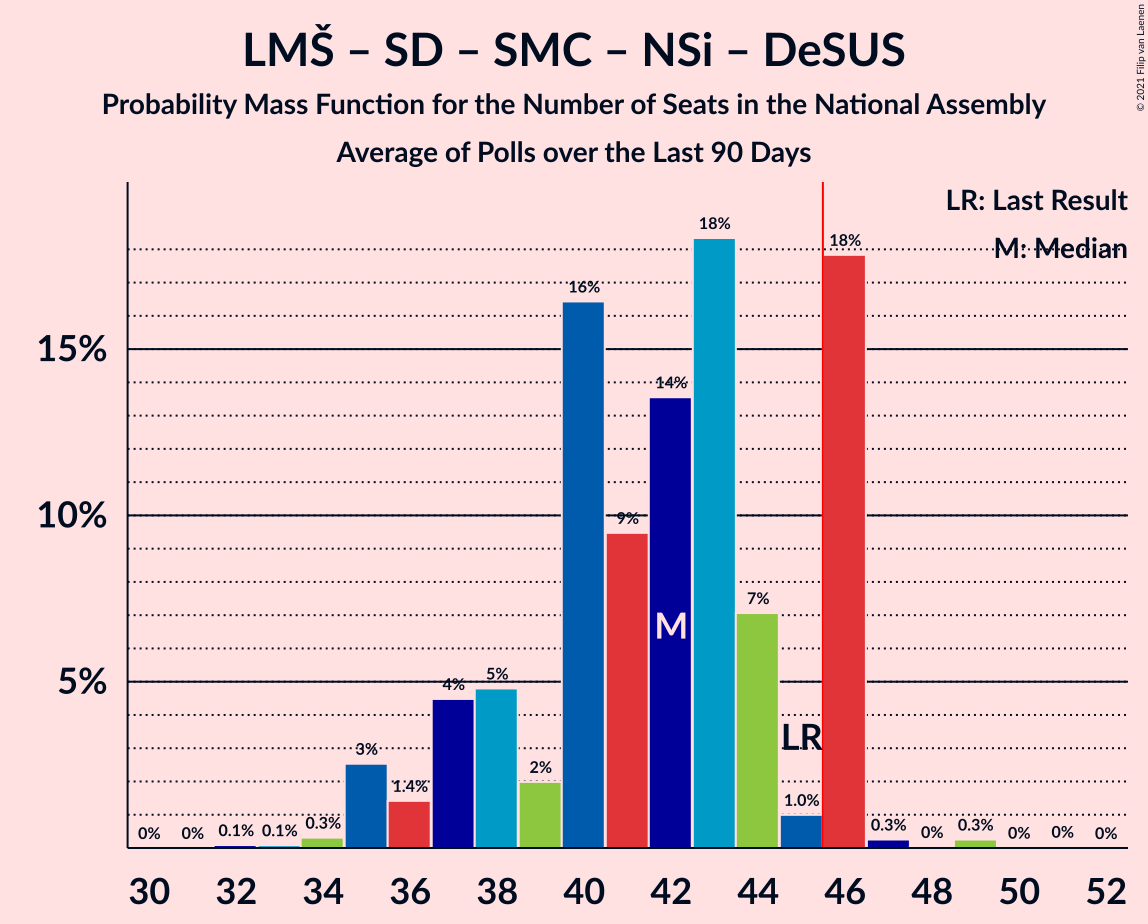 LMŠ – SD – SMC – NSi – DeSUS
Probability Mass Function for the Number of Seats in the National Assembly
Average of Polls over the Last 90 Days
© 2021 Filip van Laenen
LR: Last Result
M: Median
15%
10%
5%
0% 0% 0.1% 0.1% 0.3% 3% 1.4% 4% 5% 2% 16% 9% 14% 18% 7% 1.0% 18% 0.3% 0% 0.3% 0% 0% 0%
M
LR
30 32 34 36 38 40 42 44 46 48 50 52